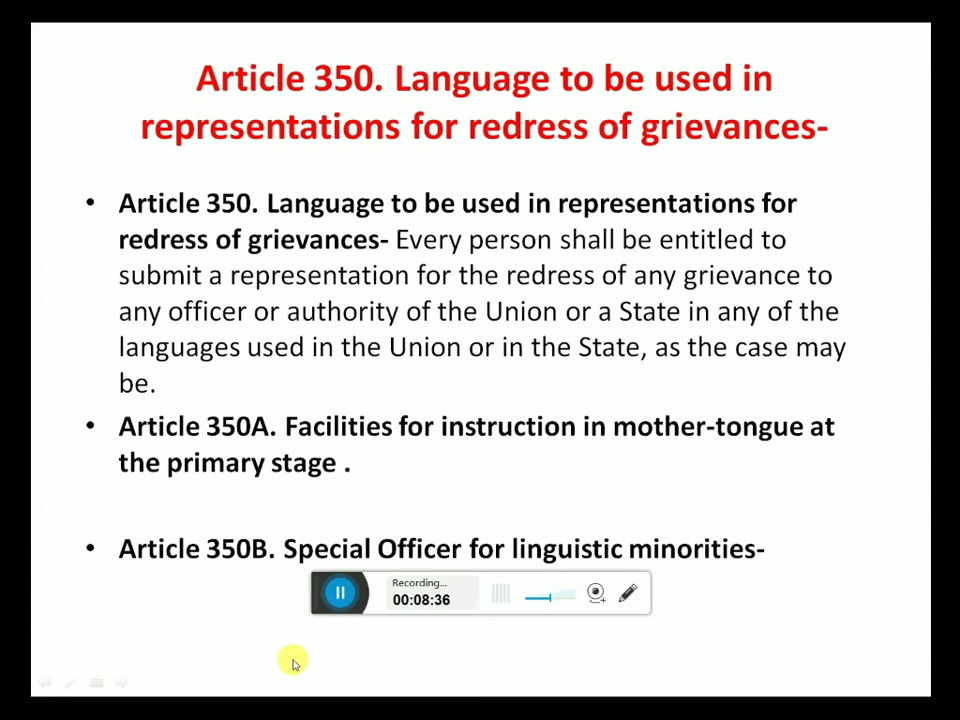 Article 350. Language to be used in
representations for redress of grievances-
• Article 350. Language to be used in representations for
redress of grievances- Every person shall be entitled to
submit a representation for the redress of any grievance to
any officer or authority of the Union or a State in any of the
languages used in the Union or in the State, as the case may
be.
• Article 350A. Facilities for instruction in mother-tongue at
the primary stage .
• Article 350B. Special Officer for linguistic minorities-
Recording...
00:08:36